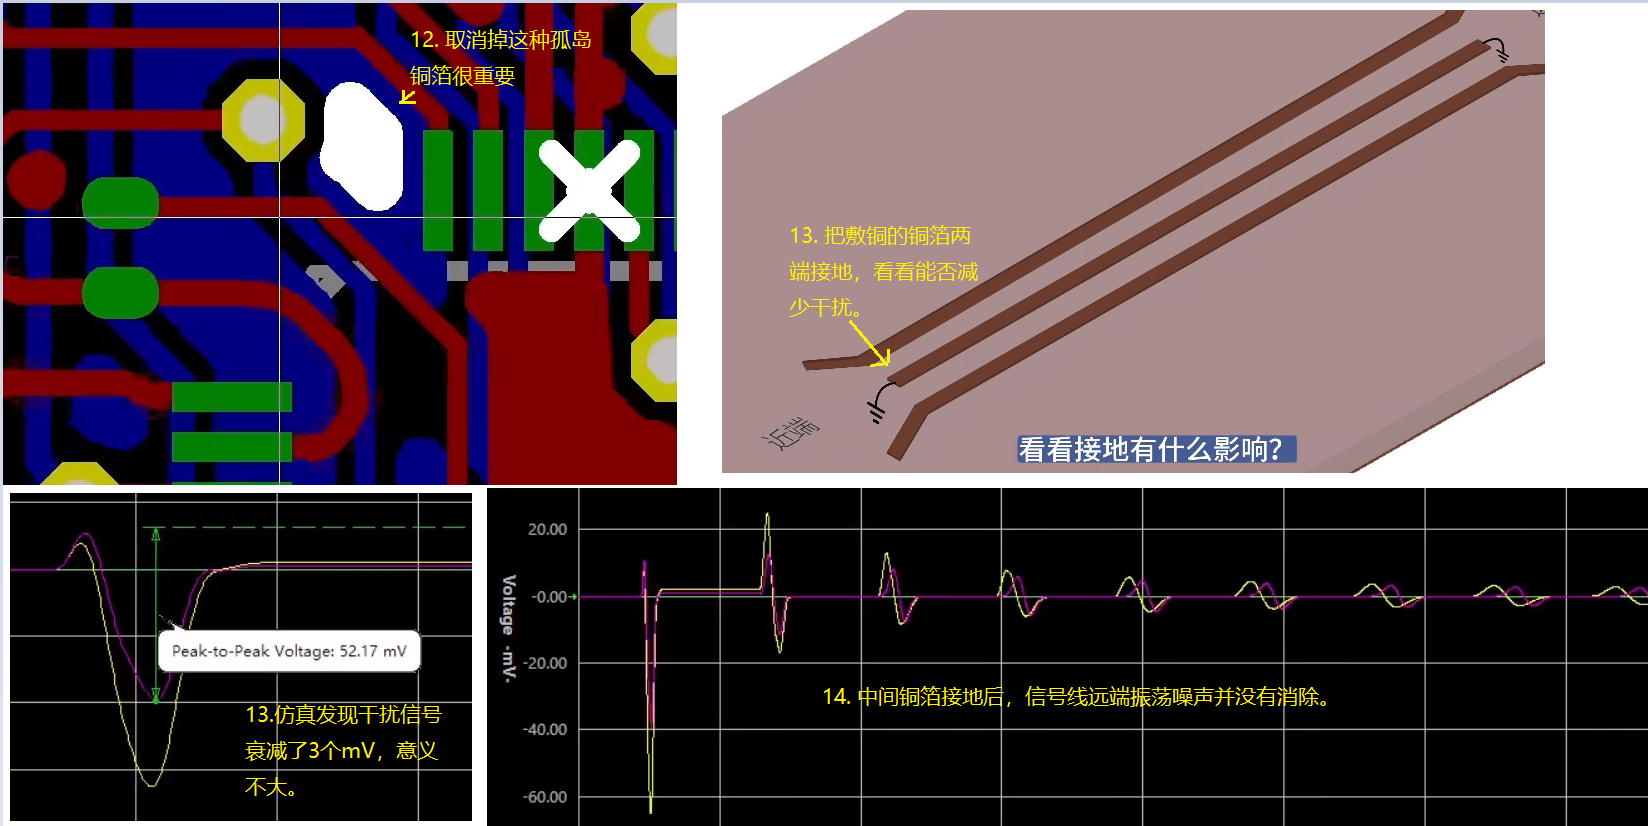 12. 取消掉这种孤岛
铜箔很重要
13. 把敷铜的铜箔两
端接地，看看能否减
少干扰。
近端
看看接地有什么影响?
Peak-to-Peak Voltage: 52.17 mV
13.仿真发现干扰信号
衰减了3个mV，意义
不大。
Voltage -mV-
20.00
-0.00
-20.00
-40.00
-60.00
14. 中间铜箔接地后，信号线远端振荡噪声并没有消除。